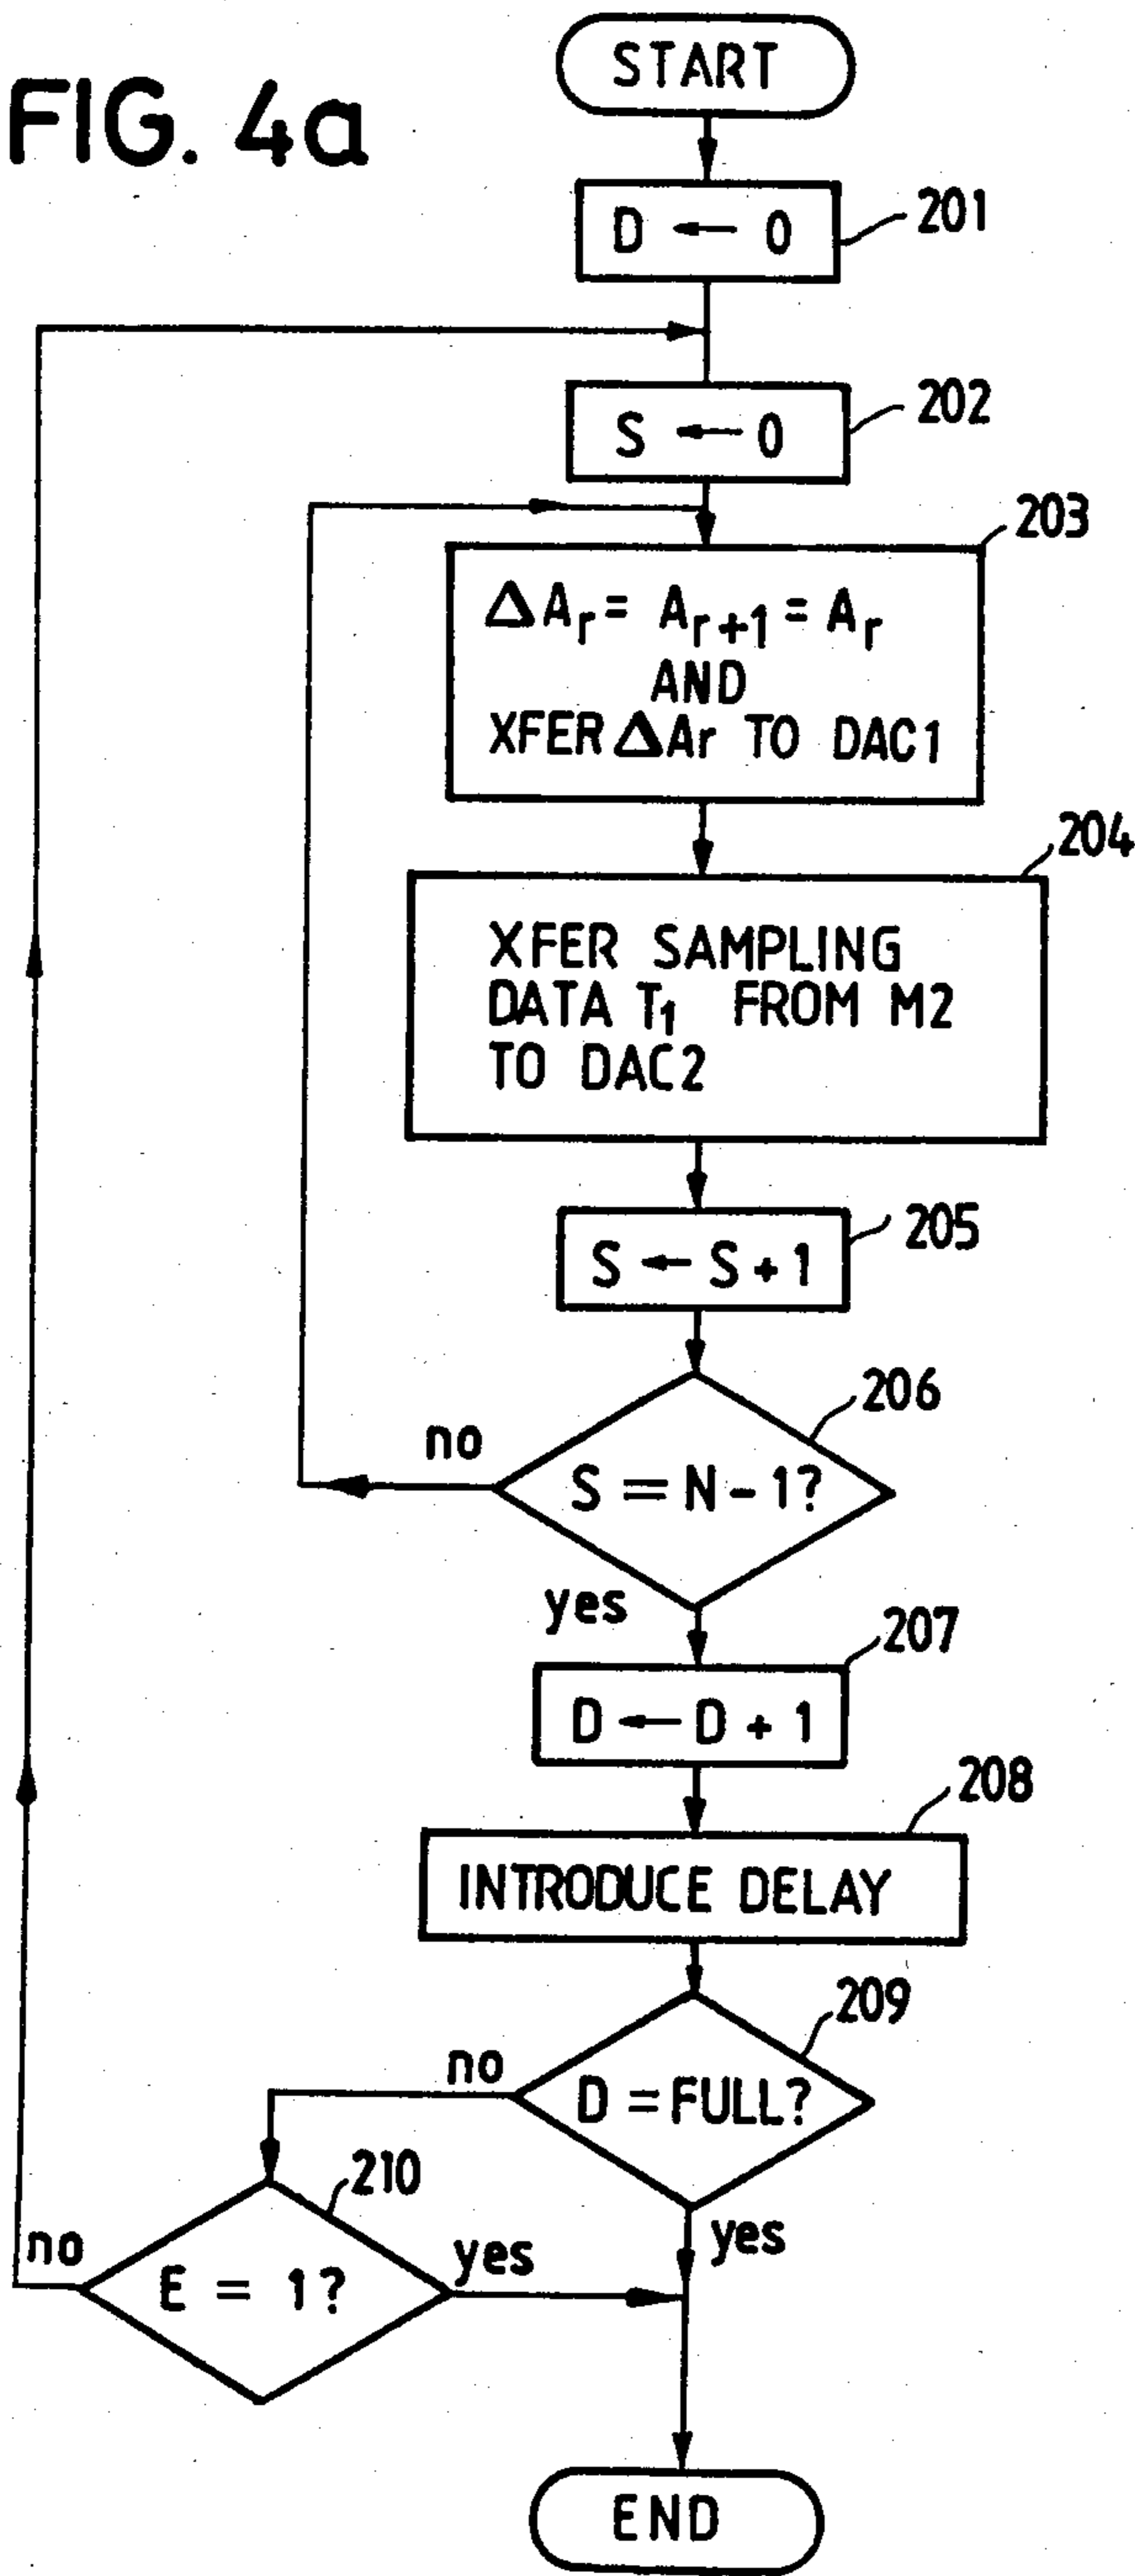 FIG. 4a
START
D ← 0
201
S ← 0
202
203
ΔAr = Ar+1 = Ar
AND
XFER ΔAr TO DAC1
204
XFER SAMPLING
DATA T1 FROM M2
TO DAC2
205
S ← S + 1
206
no
S = N - 1?
yes
207
D ← D + 1
208
INTRODUCE DELAY
209
no
D = FULL?
210
yes
no
yes
E = 1?
END